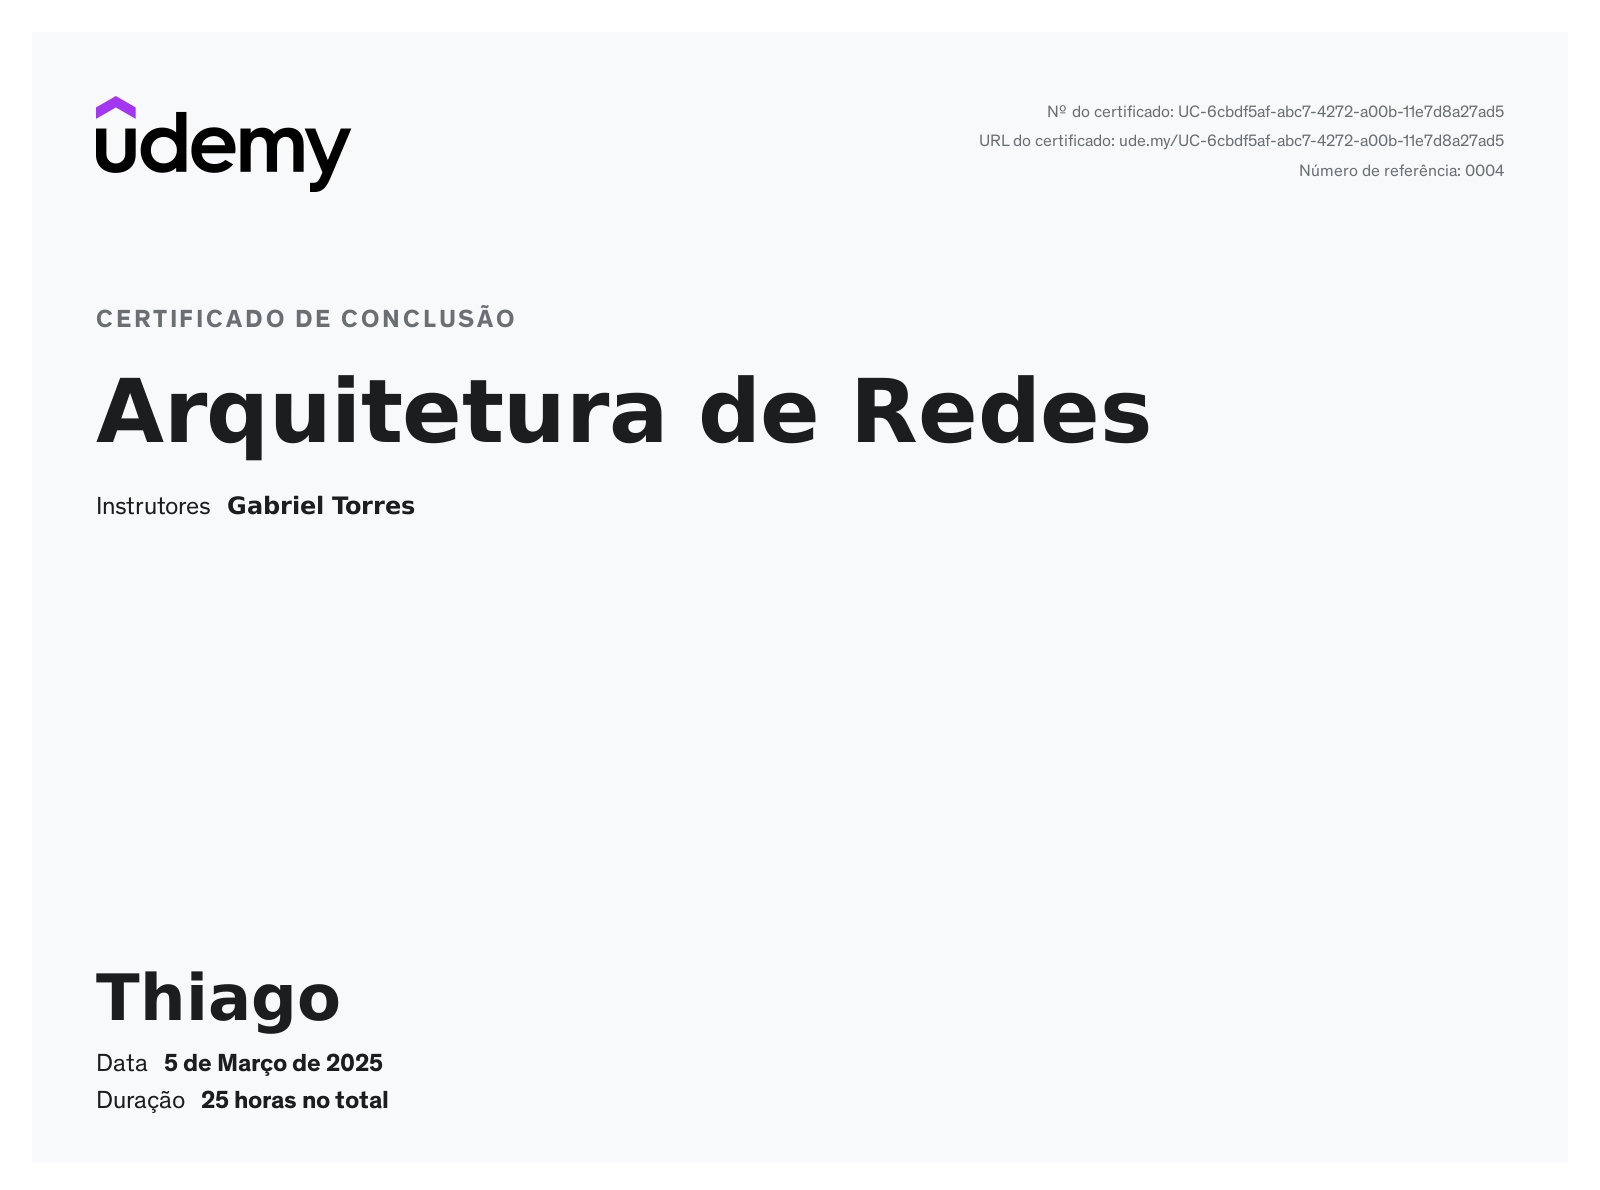 udemy
Nº do certificado: UC-6cbdf5af-abc7-4272-a00b-11e7d8a27ad5
URL do certificado: ude.my/UC-6cbdf5af-abc7-4272-a00b-11e7d8a27ad5
Número de referência: 0004
CERTIFICADO DE CONCLUSÃO
Arquitetura de Redes
Instrutores Gabriel Torres
Thiago
Data 5 de Março de 2025
Duração 25 horas no total